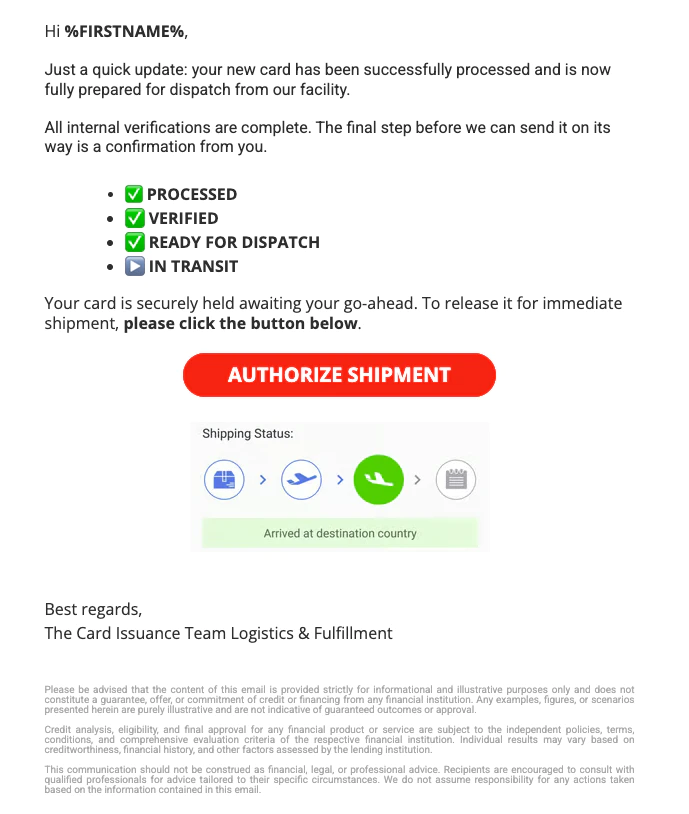 Hi %FIRSTNAME%,
Just a quick update: your new card has been successfully processed and is now
fully prepared for dispatch from our facility.
All internal verifications are complete. The final step before we can send it on its
way is a confirmation from you.
• ✅ PROCESSED
• ✅ VERIFIED
• ✅ READY FOR DISPATCH
• ▶️ IN TRANSIT
Your card is securely held awaiting your go-ahead. To release it for immediate
shipment, please click the button below.
AUTHORIZE SHIPMENT
Shipping Status:
Arrived at destination country
Best regards,
The Card Issuance Team Logistics & Fulfillment
Please be advised that the content of this email is provided strictly for informational and illustrative purposes only and does not
constitute a guarantee, offer, or commitment of credit or financing from any financial institution. Any examples, figures, or scenarios
presented herein are purely illustrative and are not indicative of guaranteed outcomes or approval.
Credit analysis, eligibility, and final approval for any financial product or service are subject to the independent policies, terms,
conditions, and comprehensive evaluation criteria of the respective financial institution. Individual results may vary based on
creditworthiness, financial history, and other factors assessed by the lending institution.
This communication should not be construed as financial, legal, or professional advice. Recipients are encouraged to consult with
qualified professionals for advice tailored to their specific circumstances. We do not assume responsibility for any actions taken
based on the information contained in this email.